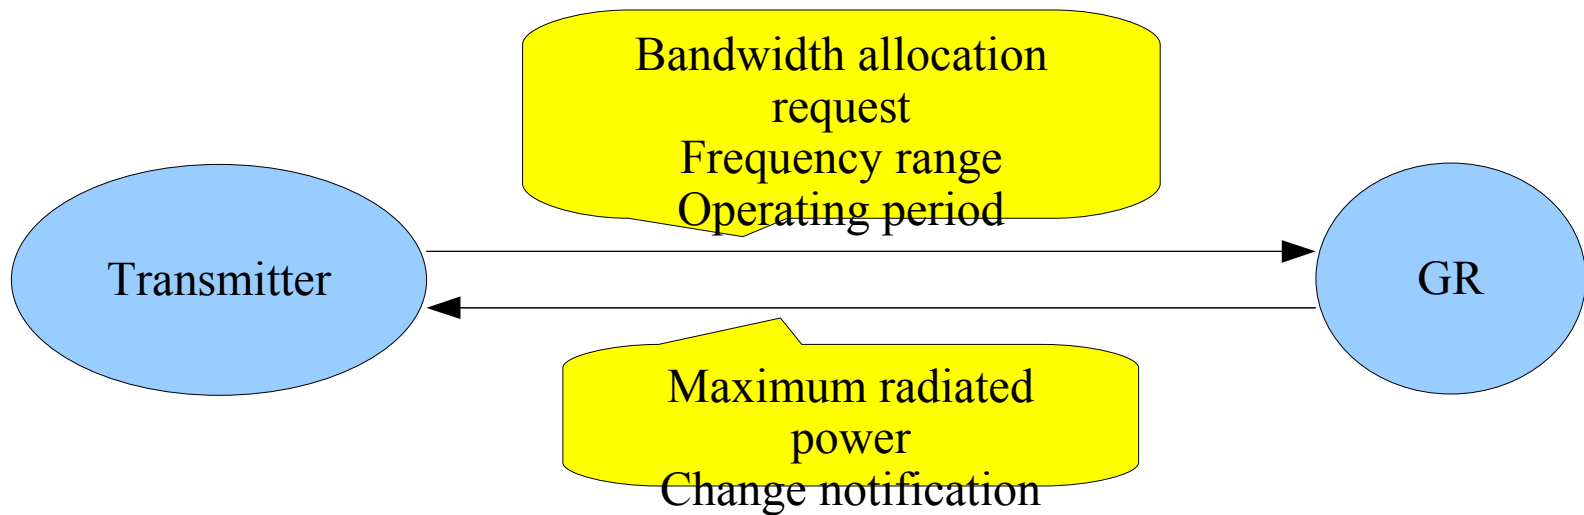 Bandwidth allocation
request
Frequency range
Operating period
Transmitter
GR
Maximum radiated
power
Change notification